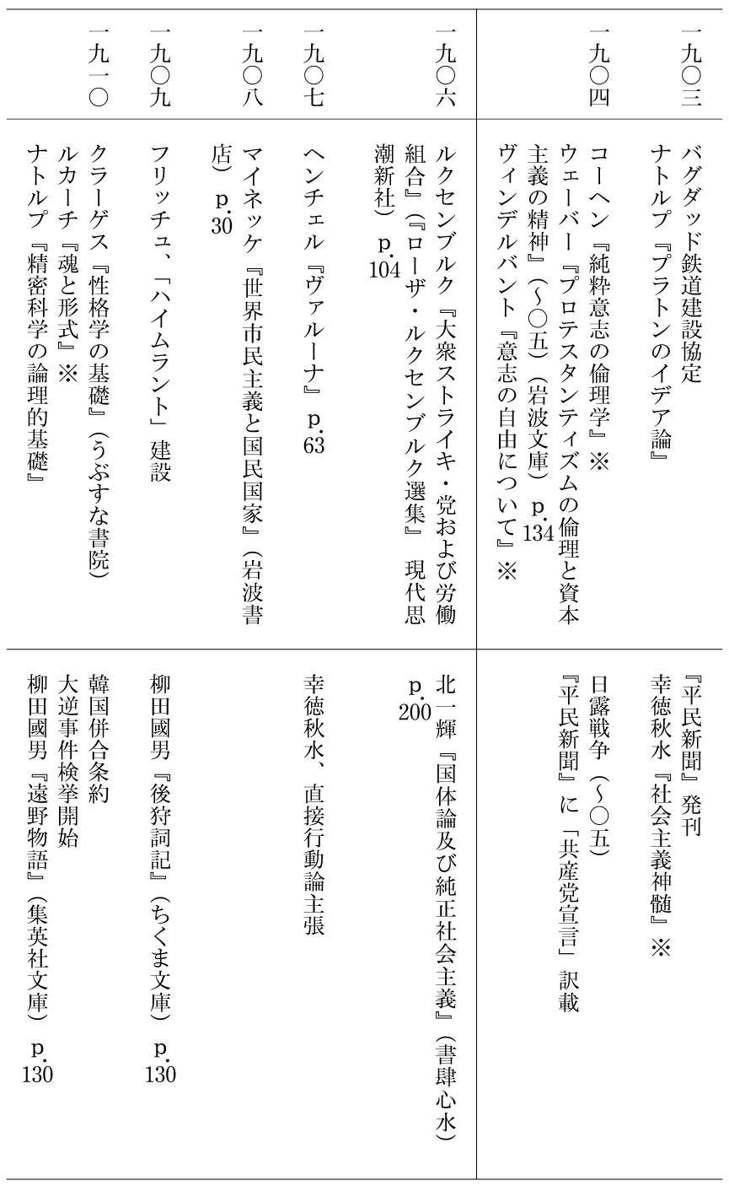 一九〇三
バグダッド鉄道建設協定
ナトルプ『プラトンのイデア論』
『平民新聞』発刊
幸徳秋水『社会主義神髄』※
一九〇四
コーヘン『純粋意志の倫理学』※
ウェーバー『プロテスタンティズムの倫理と資本
主義の精神』（〜〇五）（岩波文庫）p.134
ヴィンデルバント『意志の自由について』※
日露戦争（〜〇五）
『平民新聞』に「共産党宣言」訳載
一九〇六
ルクセンブルク『大衆ストライキ・党および労働
組合』（『ローザ・ルクセンブルク選集』　現代思
潮新社）p.104
北一輝『国体論及び純正社会主義』（書肆心水）
p.200
一九〇七
ヘンチェル『ヴァルーナ』p.63
幸徳秋水、直接行動論主張
一九〇八
マイネッケ『世界市民主義と国民国家』（岩波書
店）p.30
一九〇九
フリッチュ、「ハイムラント」建設
柳田國男『後狩詞記』（ちくま文庫）p.130
一九一〇
クラーゲス『性格学の基礎』（うぶすな書院）
ルカーチ『魂と形式』※
ナトルプ『精密科学の論理的基礎』
韓国併合条約
大逆事件検挙開始
柳田國男『遠野物語』（集英社文庫）p.130